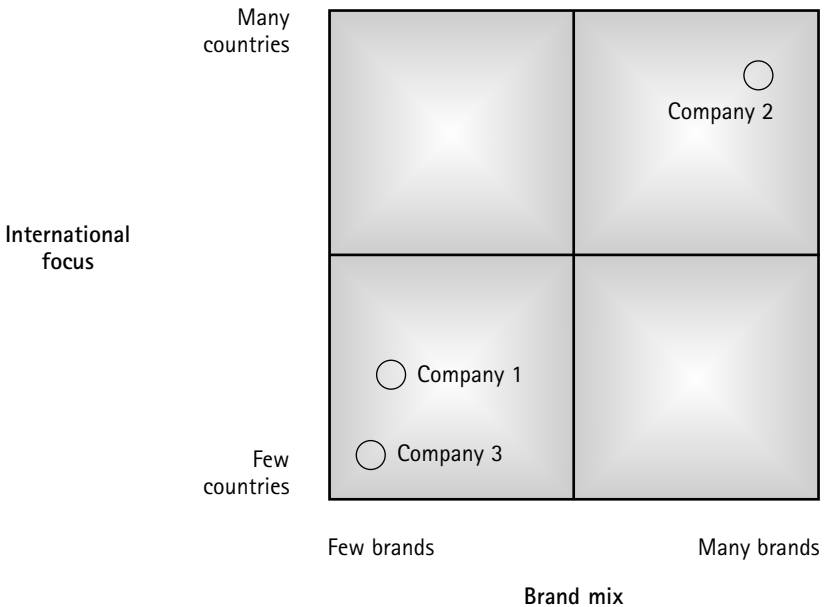 Many
countries
Company 2
International
focus
Company 1
Company 3
Few
countries
Few brands
Many brands
Brand mix